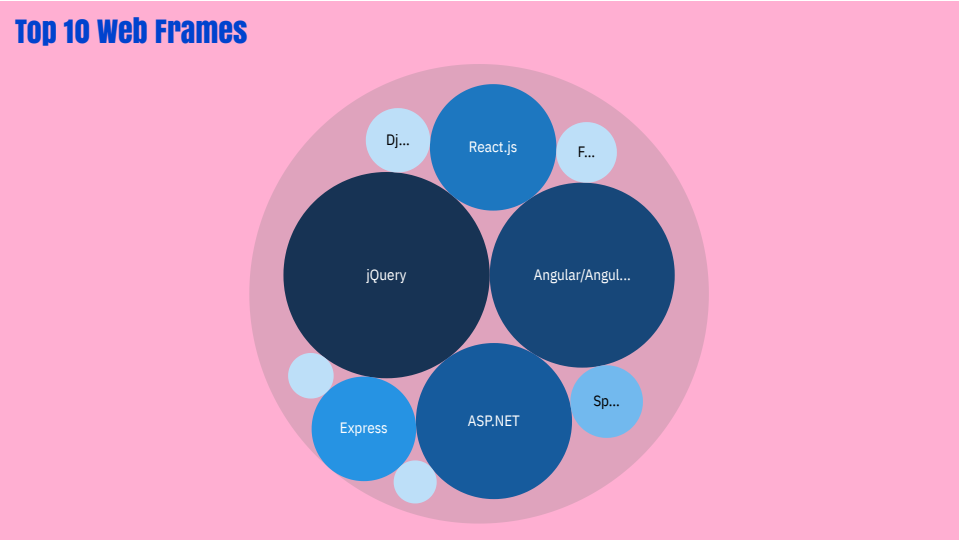 Top 10 Web Frames
Dj...
React.js
F...
jQuery
Angular/Angul...
Sp...
Express
ASP.NET